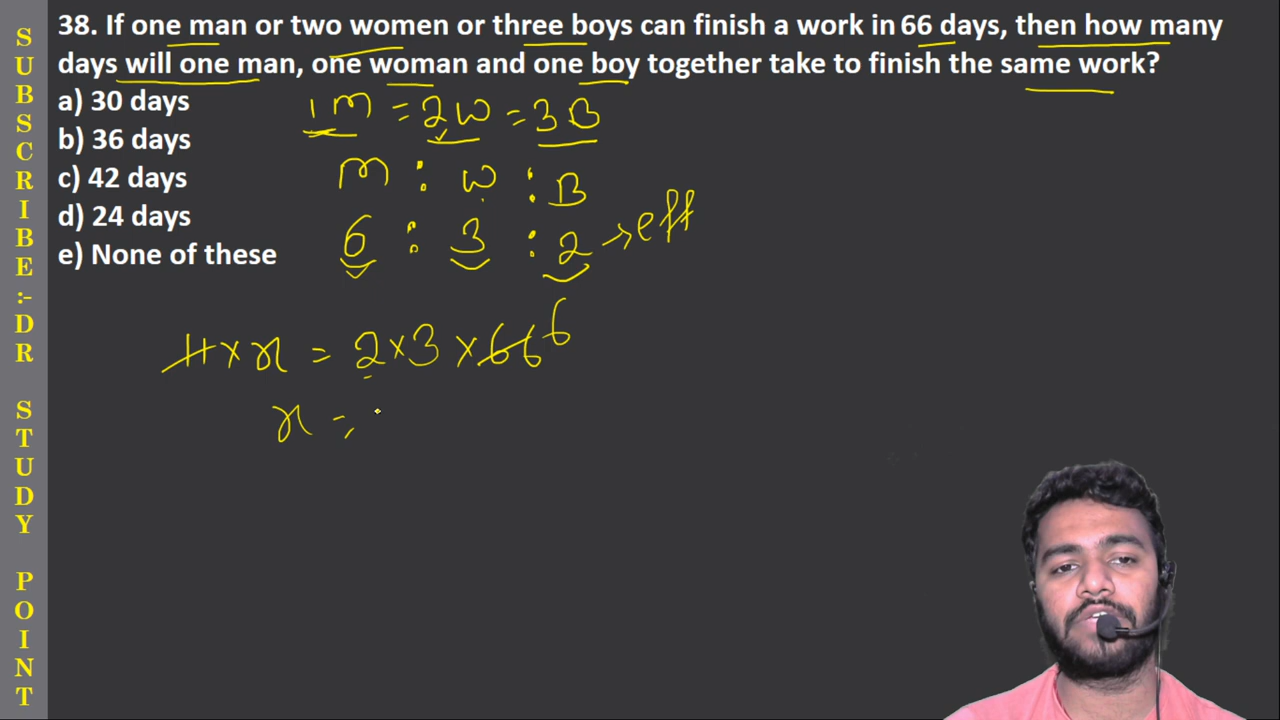 SUBSCRIBE:-DR STUDY POINT
38. If one man or two women or three boys can finish a work in 66 days, then how many
days will one man, one woman and one boy together take to finish the same work?
a) 30 days
b) 36 days
c) 42 days
d) 24 days
e) None of these
1M = 2W = 3B
M : W : B
6 : 3 : 2 → eff
11 × x = 2 × 3 × 66 6
x =